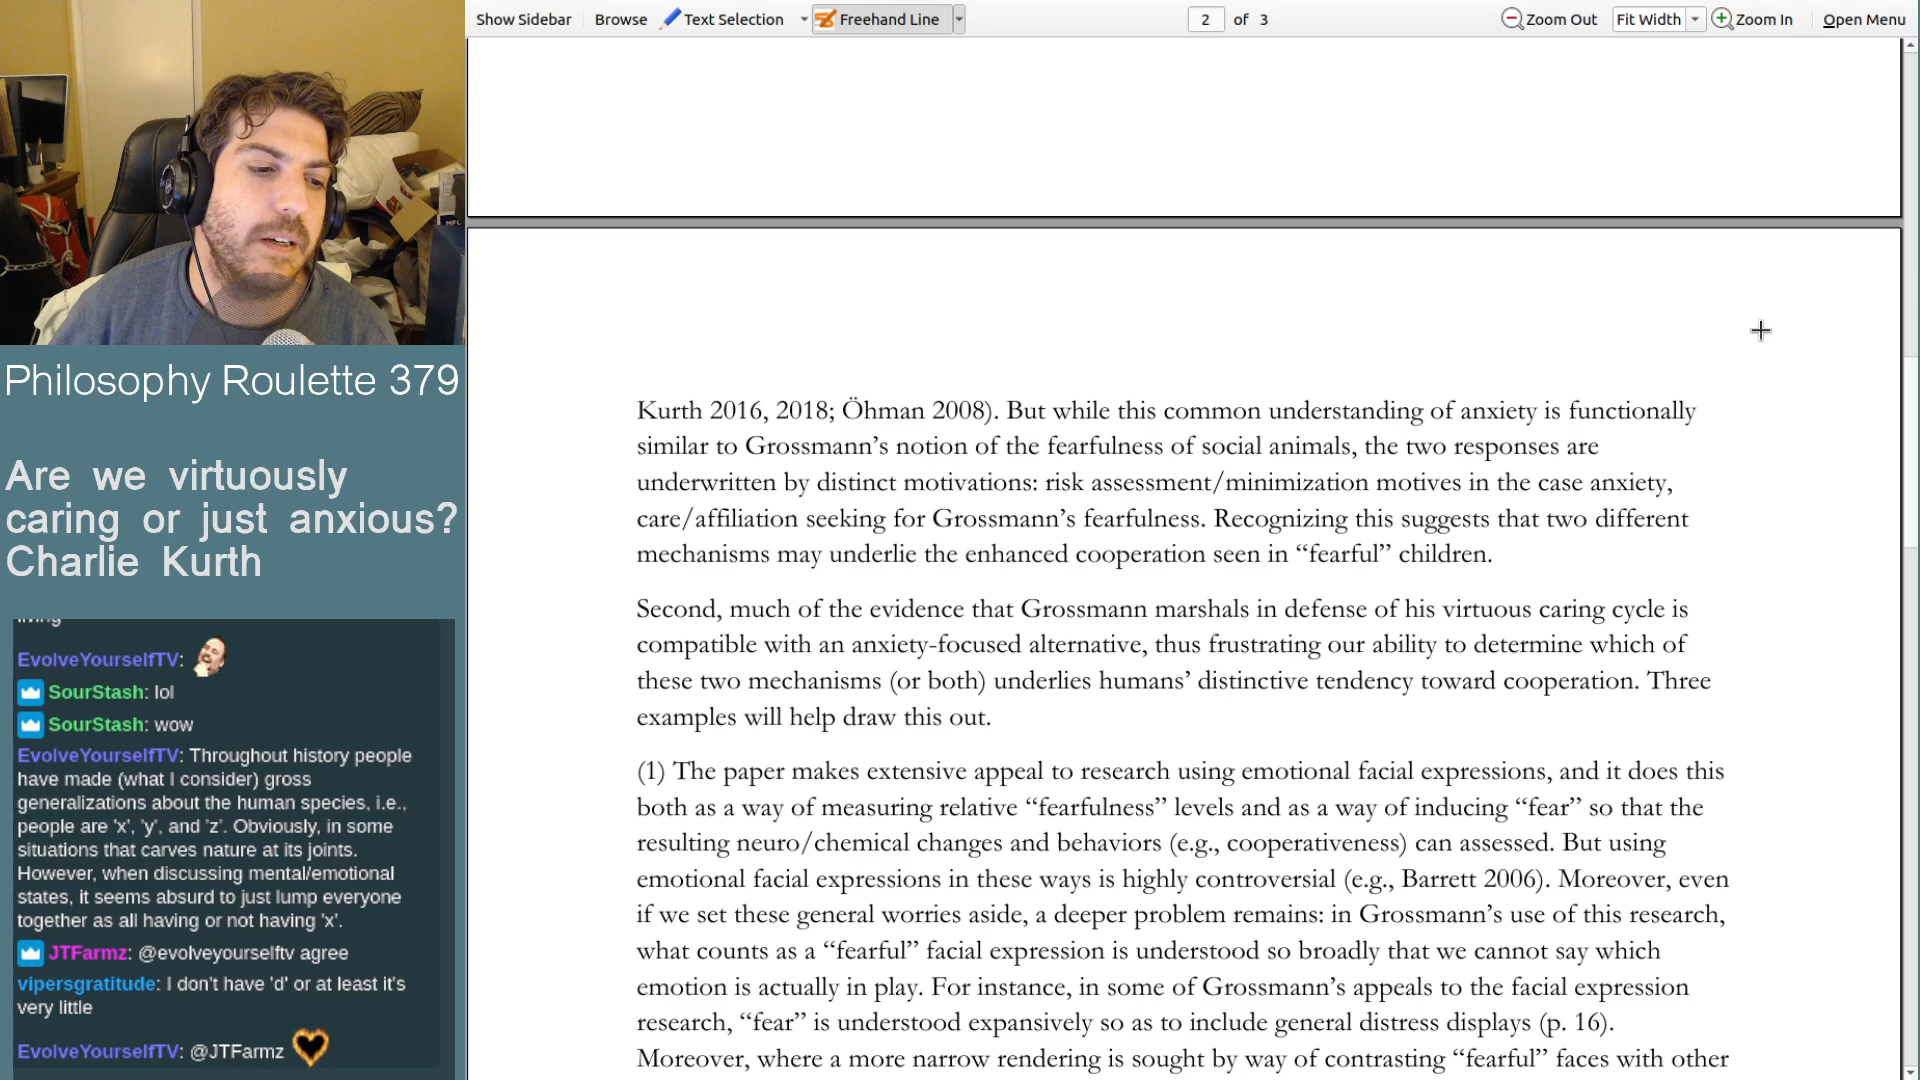 Show Sidebar Browse Text Selection Freehand Line 2 of 3 Zoom Out Fit Width Zoom In Open Menu
Kurth 2016, 2018; Öhman 2008). But while this common understanding of anxiety is functionally
similar to Grossmann’s notion of the fearfulness of social animals, the two responses are
underwritten by distinct motivations: risk assessment/minimization motives in the case anxiety,
care/affiliation seeking for Grossmann’s fearfulness. Recognizing this suggests that two different
mechanisms may underlie the enhanced cooperation seen in “fearful” children.
Second, much of the evidence that Grossmann marshals in defense of his virtuous caring cycle is
compatible with an anxiety-focused alternative, thus frustrating our ability to determine which of
these two mechanisms (or both) underlies humans’ distinctive tendency toward cooperation. Three
examples will help draw this out.
(1) The paper makes extensive appeal to research using emotional facial expressions, and it does this
both as a way of measuring relative “fearfulness” levels and as a way of inducing “fear” so that the
resulting neuro/chemical changes and behaviors (e.g., cooperativeness) can assessed. But using
emotional facial expressions in these ways is highly controversial (e.g., Barrett 2006). Moreover, even
if we set these general worries aside, a deeper problem remains: in Grossmann’s use of this research,
what counts as a “fearful” facial expression is understood so broadly that we cannot say which
emotion is actually in play. For instance, in some of Grossmann’s appeals to the facial expression
research, “fear” is understood expansively so as to include general distress displays (p. 16).
Moreover, where a more narrow rendering is sought by way of contrasting “fearful” faces with other
Philosophy Roulette 379
Are we virtuously
caring or just anxious?
Charlie Kurth
living
EvolveYourselfTV:
SourStash: lol
SourStash: wow
EvolveYourselfTV: Throughout history people
have made (what I consider) gross
generalizations about the human species, i.e.,
people are 'x', 'y', and 'z'. Obviously, in some
situations that carves nature at its joints.
However, when discussing mental/emotional
states, it seems absurd to just lump everyone
together as all having or not having 'x'.
JTFarmz: @evolveyourselftv agree
vipersgratitude: I don't have 'd' or at least it's
very little
EvolveYourselfTV: @JTFarmz